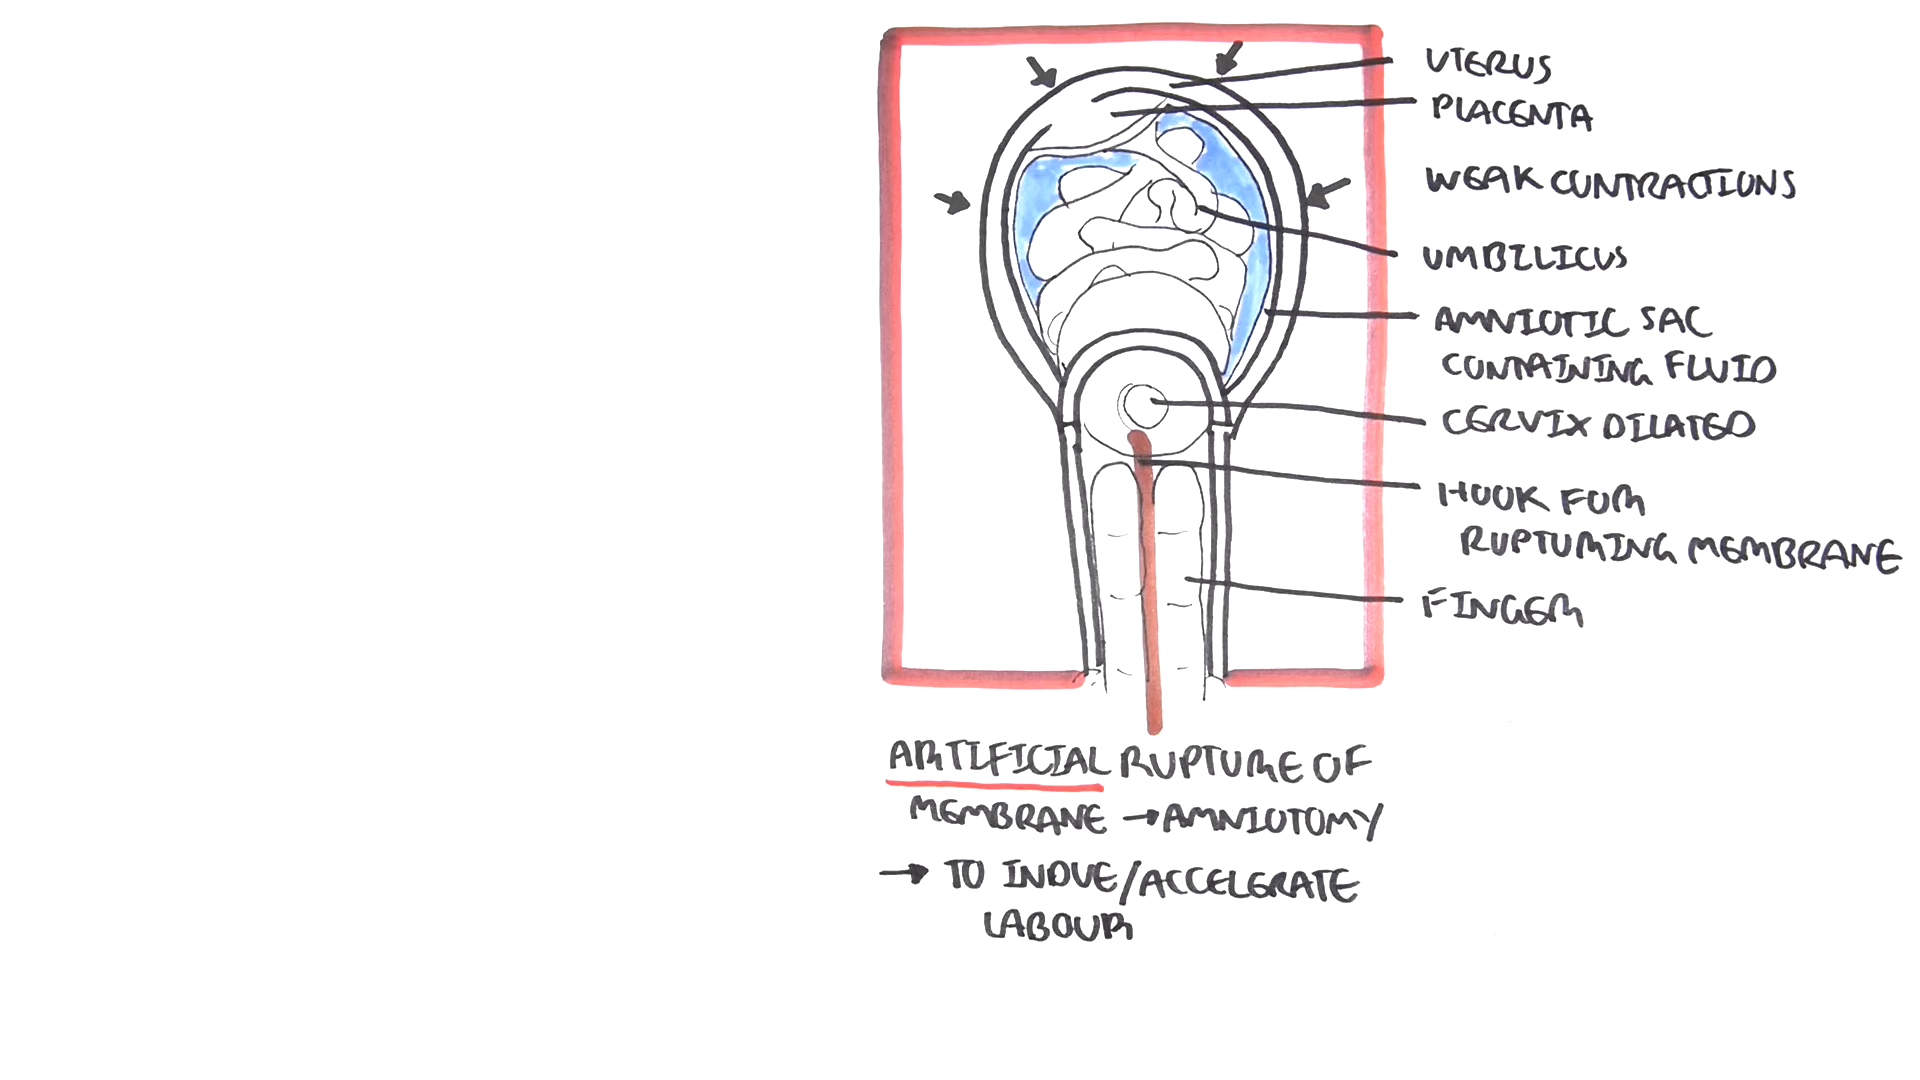 UTERUS
PLACENTA
WEAK CONTRACTIONS
UMBILICUS
AMNIOTIC SAC
CONTAINING FLUID
CERVIX DILATED
HOOK FOR
RUPTURING MEMBRANE
FINGER
ARTIFICIAL RUPTURE OF
MEMBRANE → AMNIOTOMY
→ TO INDUE/ACCELERATE
LABOUR